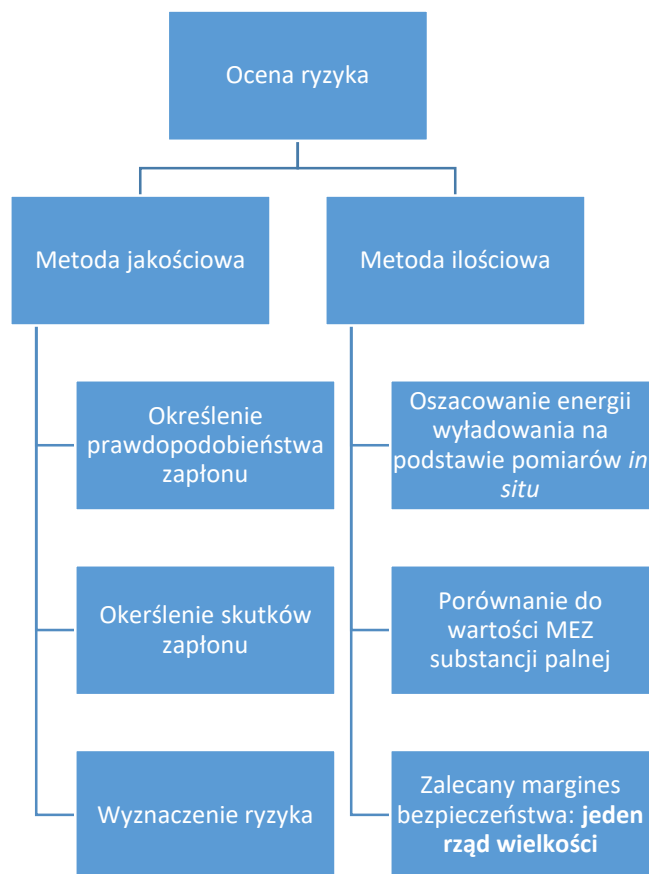 Ocena ryzyka
Metoda jakościowa
Metoda ilościowa
Określenie
prawdopodobieństwa
zapłonu
Okerślenie skutków
zapłonu
Wyznaczenie ryzyka
Oszacowanie energii
wyładowania na
podstawie pomiarów in
situ
Porównanie do
wartości MEZ
substancji palnej
Zalecany margines
bezpieczeństwa: jeden
rząd wielkości